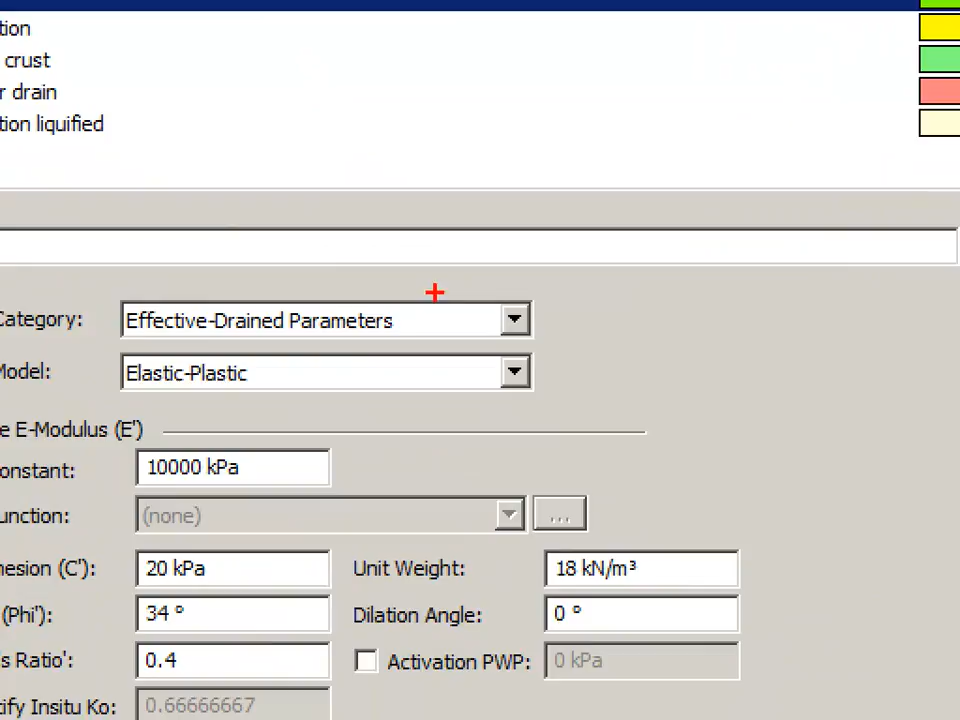 tion
crust
r drain
tion liquified
Category: Effective-Drained Parameters
Model: Elastic-Plastic
e E-Modulus (E')
onstant: 10000 kPa
unction: (none) ...
nesion (C'): 20 kPa Unit Weight: 18 kN/m³
(Phi'): 34 ° Dilation Angle: 0 °
s Ratio': 0.4 Activation PWP: 0 kPa
tify Insitu Ko: 0.66666667